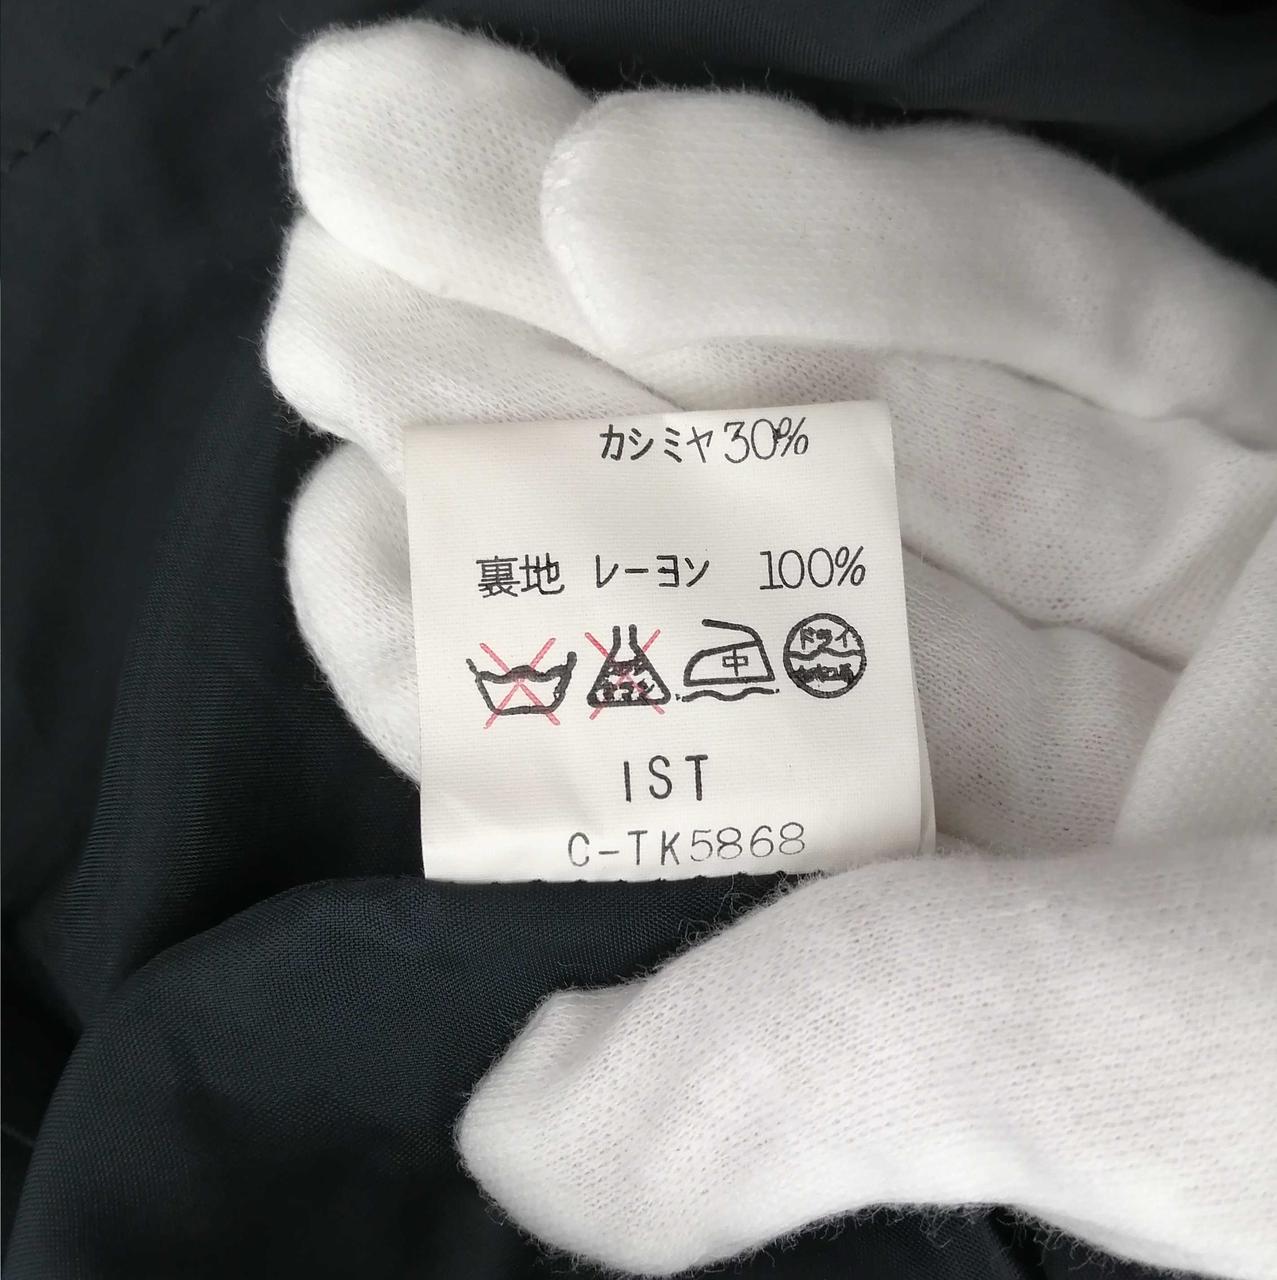 カシミヤ30%
裏地 レーヨン 100%
中 ドライ
IST
C-TK5868